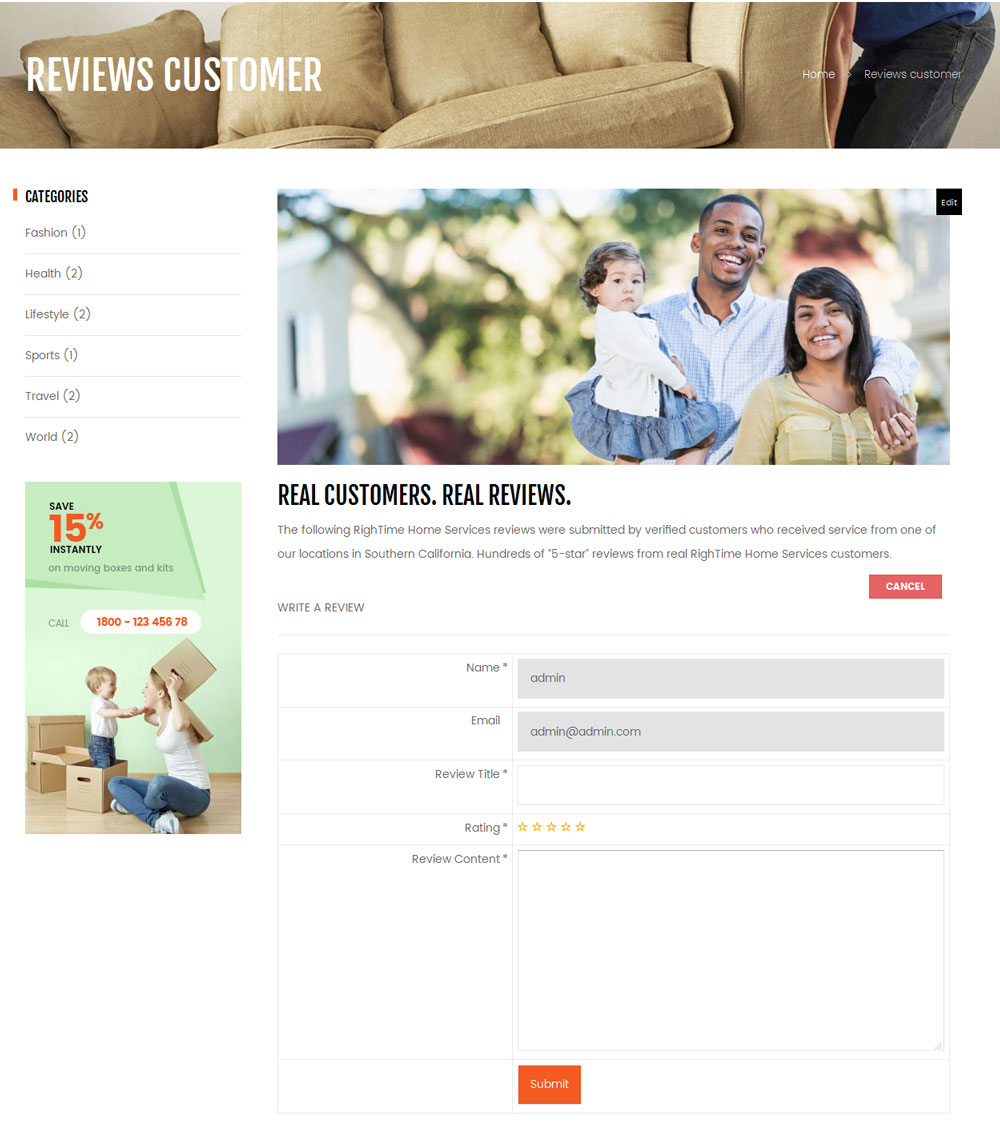 REVIEWS CUSTOMER
Home > Reviews customer
CATEGORIES
Fashion (1)
Health (2)
Lifestyle (2)
Sports (1)
Travel (2)
World (2)
SAVE
15%
INSTANTLY
on moving boxes and kits
CALL 1800 - 123 456 78
Edit
REAL CUSTOMERS. REAL REVIEWS.
The following RighTime Home Services reviews were submitted by verified customers who received service from one of
our locations in Southern California. Hundreds of "5-star" reviews from real RighTime Home Services customers.
CANCEL
WRITE A REVIEW
Name * admin
Email admin@admin.com
Review Title *
Rating *
Review Content *
Submit